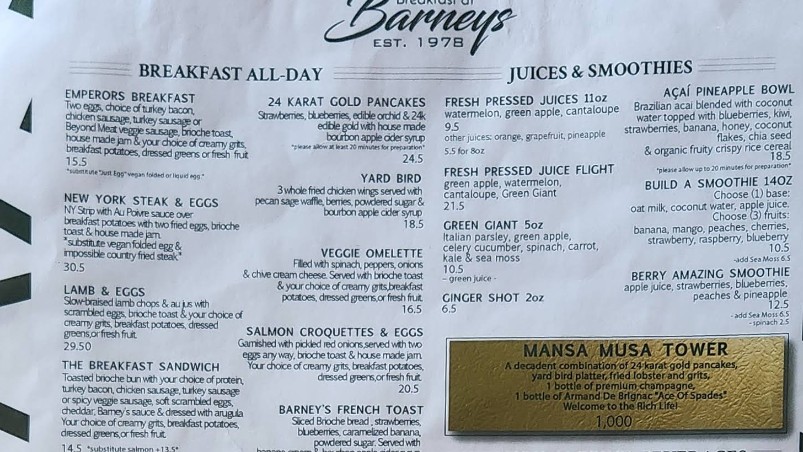 breakfast at
Barneys
EST. 1978
BREAKFAST ALL-DAY
EMPERORS BREAKFAST
Two eggs, choice of turkey bacon,
chicken sausage, turkey sausage or
Beyond Meat veggie sausage, brioche toast,
house made jam & your choice of creamy grits,
breakfast potatoes, dressed greens or fresh fruit
15.5
*substitute "Just Egg" vegan folded or liquid egg.*
NEW YORK STEAK & EGGS
NY Strip with Au Poivre sauce over
breakfast potatoes with two fried eggs, brioche
toast & house made jam.
*substitute vegan folded egg &
impossible country fried steak*
30.5
LAMB & EGGS
Slow-braised lamb chops & au jus with
scrambled eggs, brioche toast & your choice of
creamy grits, breakfast potatoes, dressed
greens,or fresh fruit.
29.50
THE BREAKFAST SANDWICH
Toasted brioche bun with your choice of protein,
turkey bacon, chicken sausage, turkey sausage
or spicy veggie sausage, soft scrambled eggs,
cheddar, Barney's sauce & dressed with arugula
Your choice of creamy grits, breakfast potatoes,
dressed greens,or fresh fruit.
14.5 *substitute salmon +13.5*
24 KARAT GOLD PANCAKES
Strawberries, blueberries, edible orchid & 24k
edible gold with house made
bourbon apple cider syrup
*please allow at least 20 minutes for preparation*
24.5
YARD BIRD
3 whole fried chicken wings served with
pecan sage waffle, berries, powdered sugar &
bourbon apple cider syrup
18.5
VEGGIE OMELETTE
Filled with spinach, peppers, onions
& chive cream cheese. Served with brioche toast
& your choice of creamy grits,breakfast
potatoes, dressed greens,or fresh fruit.
16.5
SALMON CROQUETTES & EGGS
Garnished with pickled red onions,served with two
eggs any way, brioche toast & house made jam.
Your choice of creamy grits, breakfast potatoes,
dressed greens,or fresh fruit.
20.5
BARNEY'S FRENCH TOAST
Sliced Brioche bread , strawberries,
blueberries, caramelized banana,
powdered sugar. Served with
JUICES & SMOOTHIES
FRESH PRESSED JUICES 11oz
watermelon, green apple, cantaloupe
9.5
other juices: orange, grapefruit, pineapple
5.5 for 8oz
FRESH PRESSED JUICE FLIGHT
green apple, watermelon,
cantaloupe, Green Giant
21.5
GREEN GIANT 5oz
Italian parsley, green apple,
celery cucumber, spinach, carrot,
kale & sea moss
10.5
- green juice -
GINGER SHOT 2oz
6.5
AÇAÍ PINEAPPLE BOWL
Brazilian acai blended with coconut
water topped with blueberries, kiwi,
strawberries, banana, honey, coconut
flakes, chia seed
& organic fruity crispy rice cereal
18.5
*please allow up to 20 minutes for preparation*
BUILD A SMOOTHIE 14OZ
Choose (1) base:
oat milk, coconut water, apple juice.
Choose (3) fruits:
banana, mango, peaches, cherries,
strawberry, raspberry, blueberry
10.5
-add Sea Moss 6.5
BERRY AMAZING SMOOTHIE
apple juice, strawberries, blueberries,
peaches & pineapple
12.5
- add Sea Moss 6.5
- spinach 2.5
MANSA MUSA TOWER
A decadent combination of 24 karat gold pancakes,
yard bird platter, fried lobster and grits,
1 bottle of premium champagne,
1 bottle of Armand De Brignac "Ace Of Spades"
Welcome to the Rich Life!
1,000